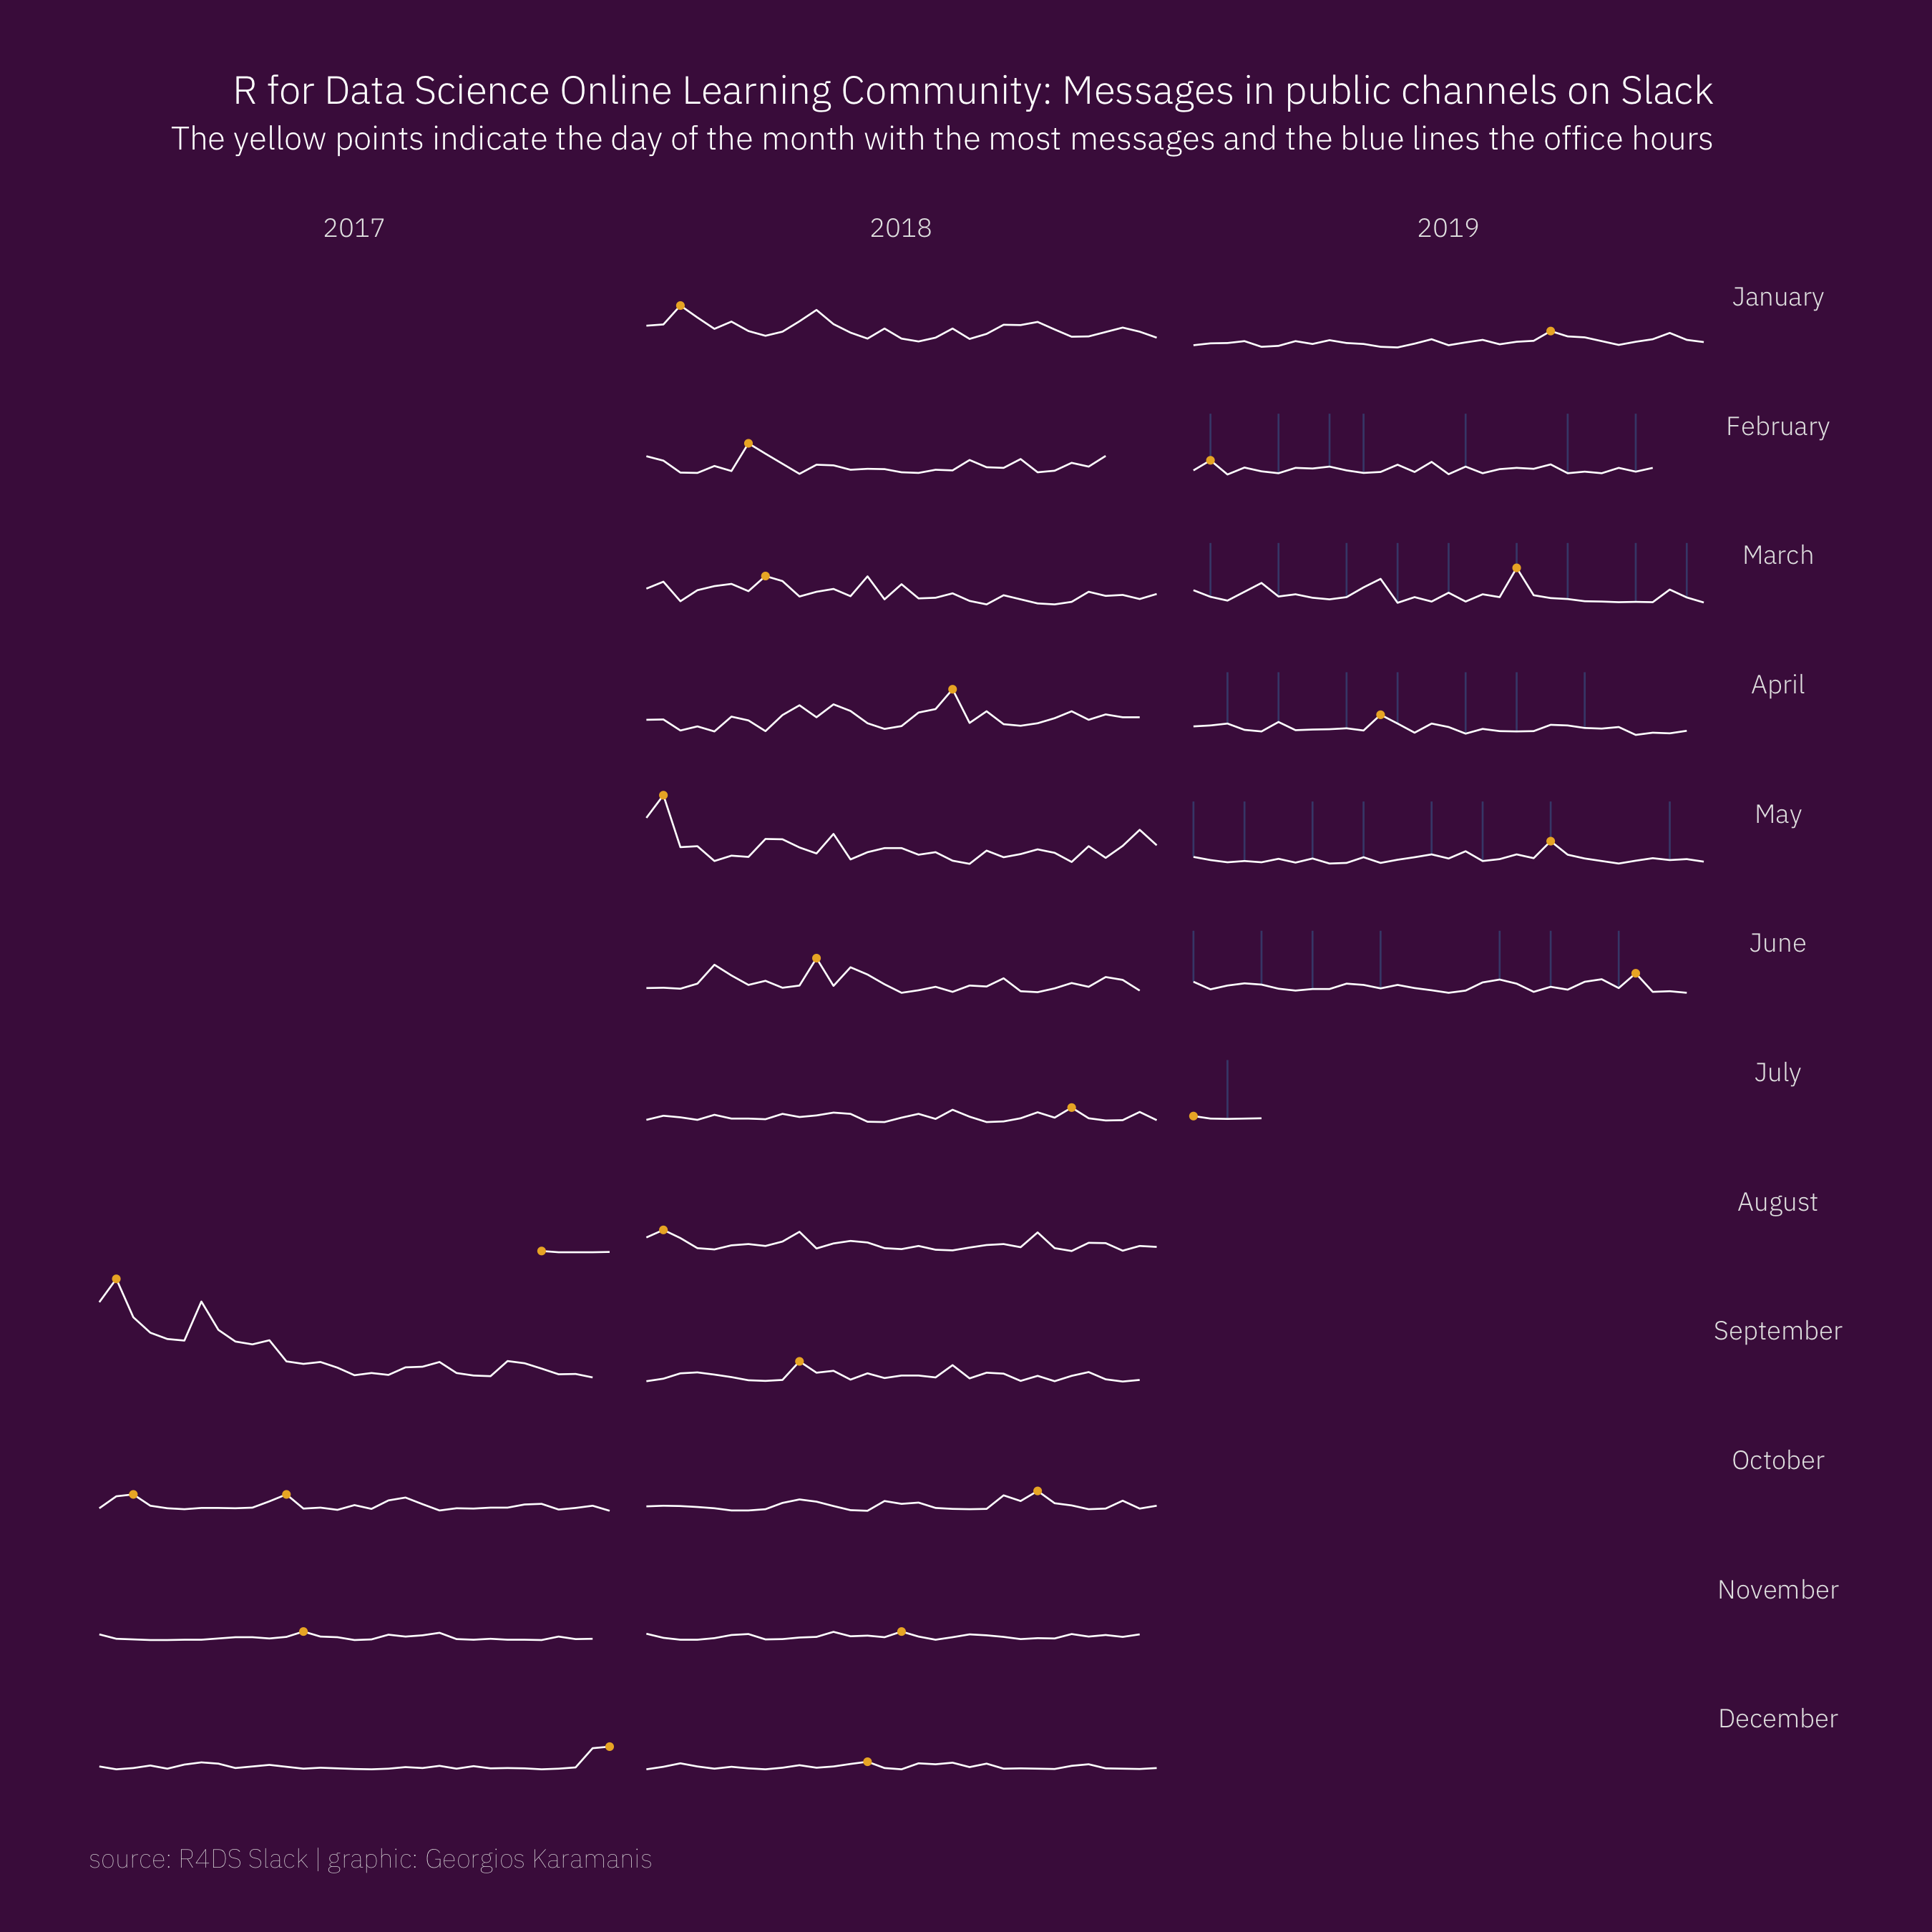 R for Data Science Online Learning Community: Messages in public channels on Slack
The yellow points indicate the day of the month with the most messages and the blue lines the office hours
2017 2018 2019
January
February
March
April
May
June
July
August
September
October
November
December
source: R4DS Slack | graphic: Georgios Karamanis